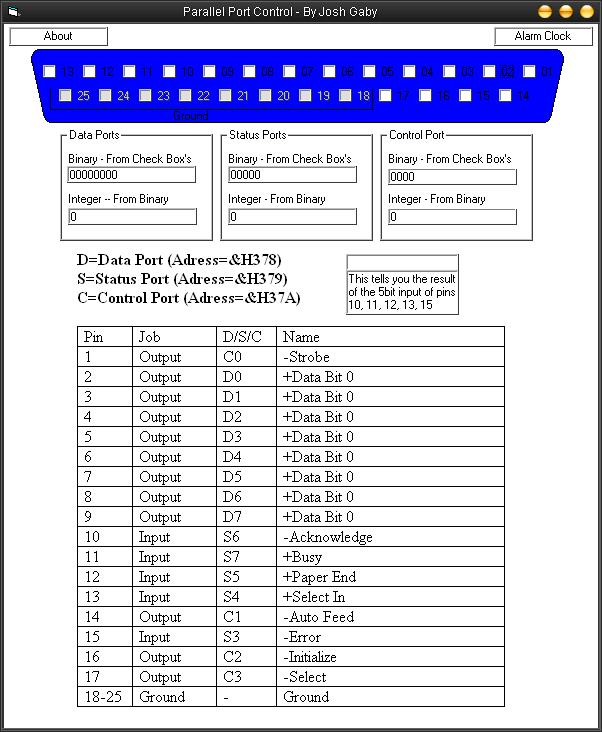 Parallel Port Control - By Josh Gaby
About Alarm Clock
13 12 11 10 09 08 07 06 05 04 03 02 01
25 24 23 22 21 20 19 18 17 16 15 14
Ground
Data Ports Status Ports Control Port
Binary - From Check Box's Binary - From Check Box's Binary - From Check Box's
00000000 00000 0000
Integer -- From Binary Integer - From Binary Integer - From Binary
0 0 0
D=Data Port (Adress=&H378)
S=Status Port (Adress=&H379)
C=Control Port (Adress=&H37A)
This tells you the result
of the 5bit input of pins
10, 11, 12, 13, 15
Pin Job D/S/C Name
1 Output C0 -Strobe
2 Output D0 +Data Bit 0
3 Output D1 +Data Bit 0
4 Output D2 +Data Bit 0
5 Output D3 +Data Bit 0
6 Output D4 +Data Bit 0
7 Output D5 +Data Bit 0
8 Output D6 +Data Bit 0
9 Output D7 +Data Bit 0
10 Input S6 -Acknowledge
11 Input S7 +Busy
12 Input S5 +Paper End
13 Input S4 +Select In
14 Output C1 -Auto Feed
15 Input S3 -Error
16 Output C2 -Initialize
17 Output C3 -Select
18-25 Ground - Ground